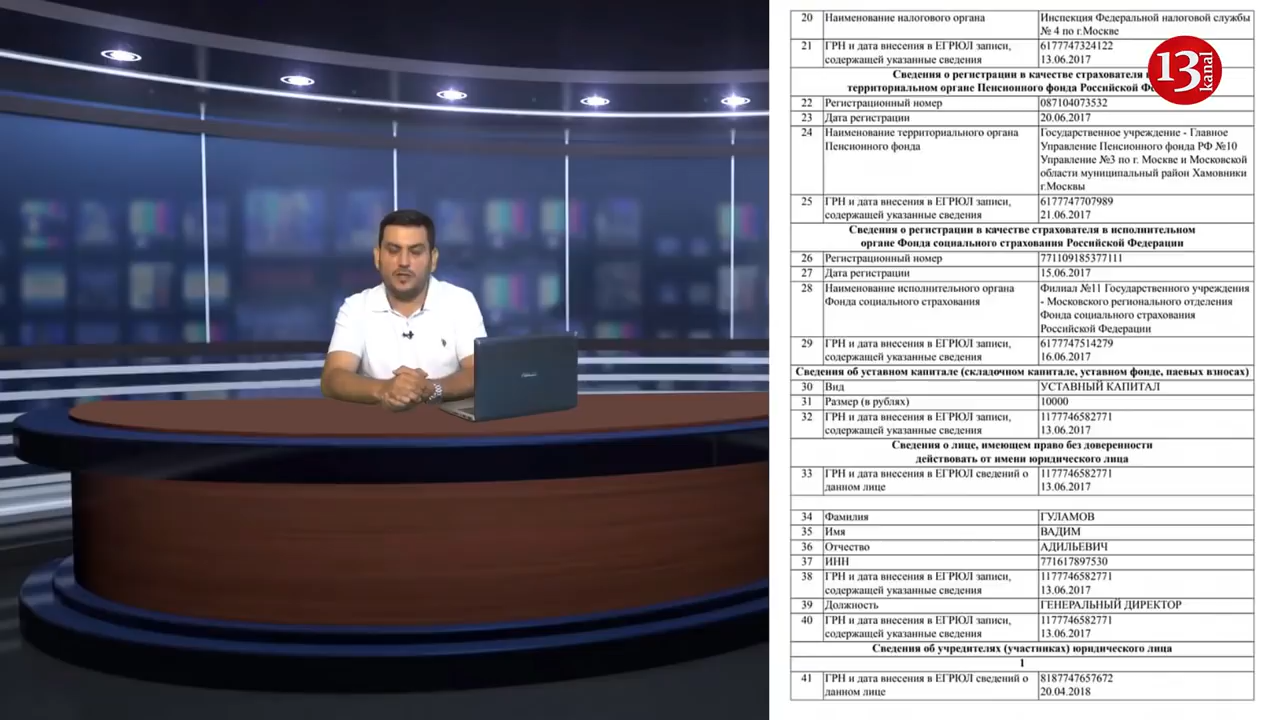 20 Наименование налогового органа Инспекция Федеральной налоговой службы
№ 4 по г.Москве
21 ГРН и дата внесения в ЕГРЮЛ записи, 6177747324122
содержащей указанные сведения 13.06.2017
Сведения о регистрации в качестве страхователя
территориальном органе Пенсионного фонда Российской
22 Регистрационный номер 087104073532
23 Дата регистрации 20.06.2017
24 Наименование территориального органа Государственное учреждение - Главное
Пенсионного фонда Управление Пенсионного фонда РФ №10
Управление №3 по г. Москве и Московской
области муниципальный район Хамовники
г.Москвы
25 ГРН и дата внесения в ЕГРЮЛ записи, 6177747707989
содержащей указанные сведения 21.06.2017
Сведения о регистрации в качестве страхователя в исполнительном
органе Фонда социального страхования Российской Федерации
26 Регистрационный номер 771109185377111
27 Дата регистрации 15.06.2017
28 Наименование исполнительного органа Филиал №11 Государственного учреждения
Фонда социального страхования - Московского регионального отделения
Фонда социального страхования
Российской Федерации
29 ГРН и дата внесения в ЕГРЮЛ записи, 6177747514279
содержащей указанные сведения 16.06.2017
Сведения об уставном капитале (складочном капитале, уставном фонде, паевых взносах)
30 Вид УСТАВНЫЙ КАПИТАЛ
31 Размер (в рублях) 10000
32 ГРН и дата внесения в ЕГРЮЛ записи, 1177746582771
содержащей указанные сведения 13.06.2017
Сведения о лице, имеющем право без доверенности
действовать от имени юридического лица
33 ГРН и дата внесения в ЕГРЮЛ сведений о 1177746582771
данном лице 13.06.2017
34 Фамилия ГУЛАМОВ
35 Имя ВАДИМ
36 Отчество АДИЛЬЕВИЧ
37 ИНН 771617897530
38 ГРН и дата внесения в ЕГРЮЛ записи, 1177746582771
содержащей указанные сведения 13.06.2017
39 Должность ГЕНЕРАЛЬНЫЙ ДИРЕКТОР
40 ГРН и дата внесения в ЕГРЮЛ записи, 1177746582771
содержащей указанные сведения 13.06.2017
Сведения об учредителях (участниках) юридического лица
1
41 ГРН и дата внесения в ЕГРЮЛ сведений о 8187747657672
данном лице 20.04.2018
13 kanal